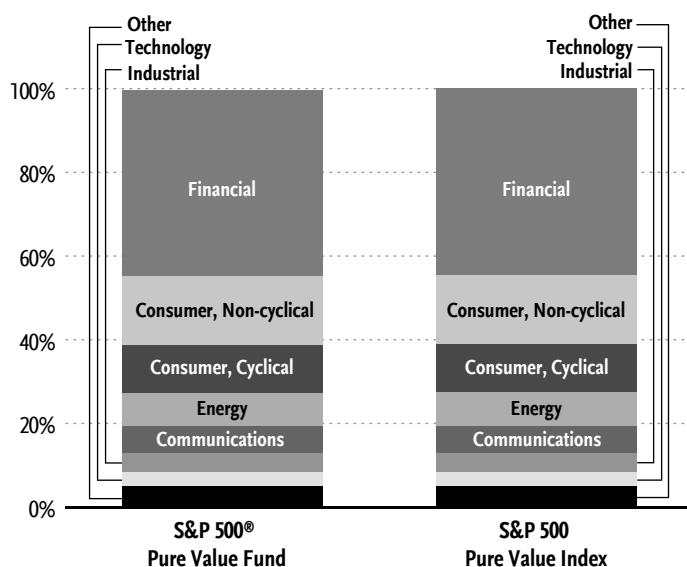 Other
Technology
Industrial
Other
Technology
Industrial
100%
80%
60%
40%
20%
0%
Financial
Consumer, Non-cyclical
Consumer, Cyclical
Energy
Communications
Financial
Consumer, Non-cyclical
Consumer, Cyclical
Energy
Communications
S&P 500®
Pure Value Fund
S&P 500
Pure Value Index